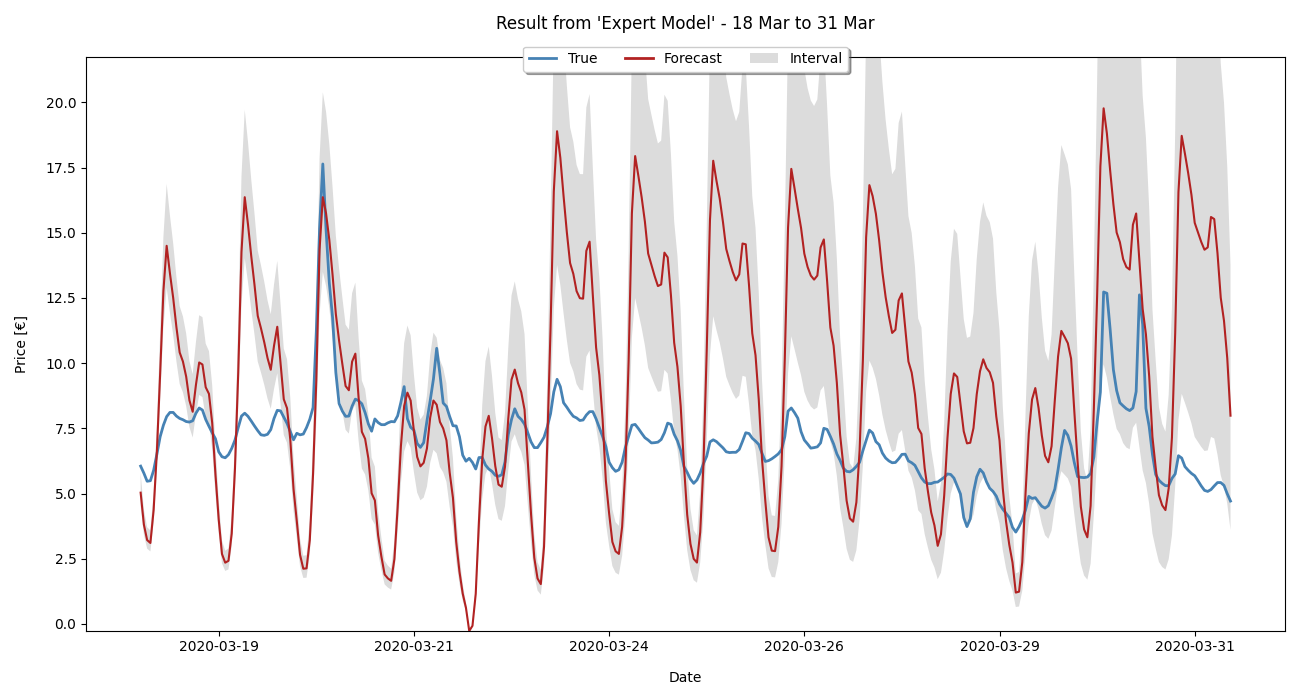 Result from 'Expert Model' - 18 Mar to 31 Mar
True Forecast Interval
20.0
17.5
15.0
12.5
10.0
7.5
5.0
2.5
0.0
Price [€]
2020-03-19 2020-03-21 2020-03-24 2020-03-26 2020-03-29 2020-03-31
Date